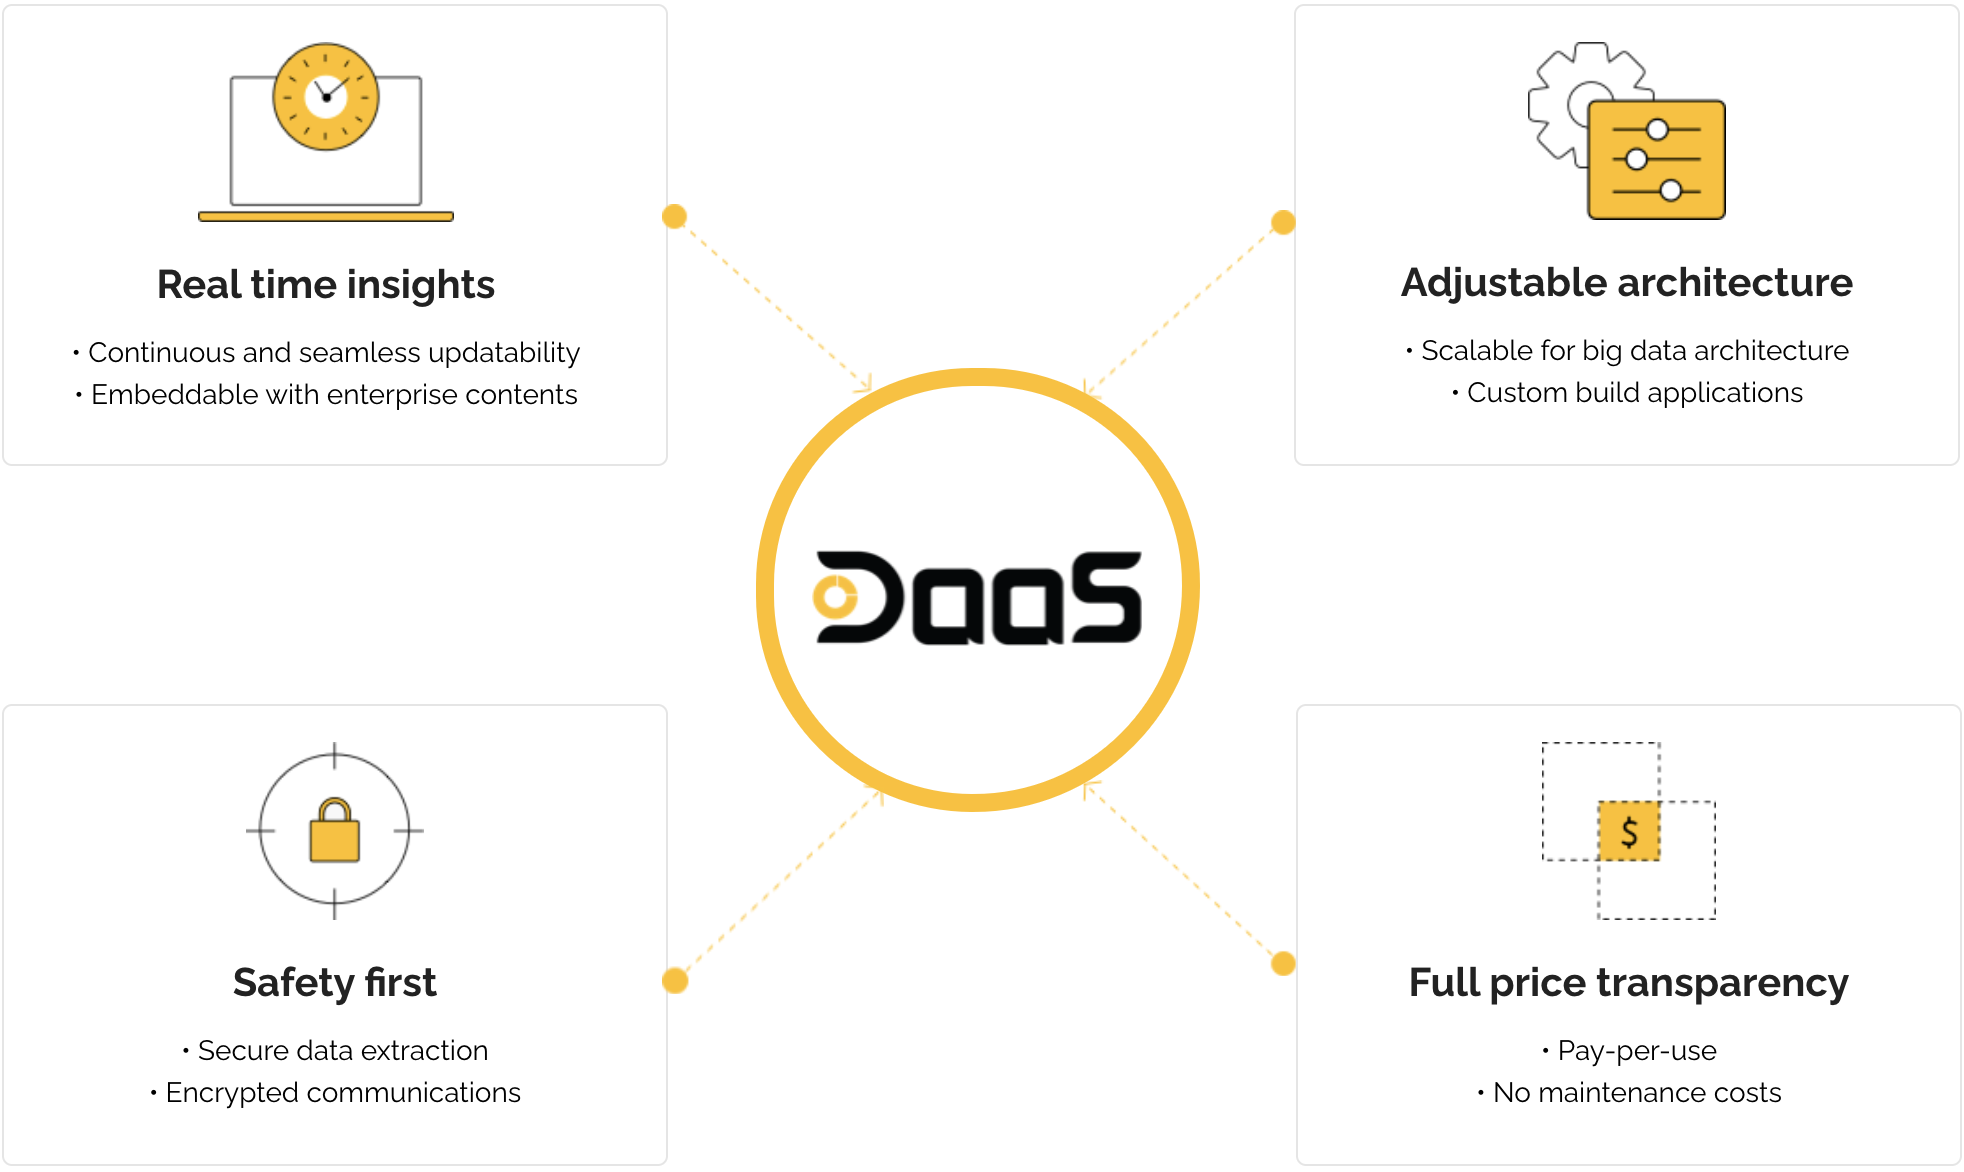 Real time insights
• Continuous and seamless updatability
• Embeddable with enterprise contents
Adjustable architecture
• Scalable for big data architecture
• Custom build applications
DaaS
Safety first
• Secure data extraction
• Encrypted communications
$
Full price transparency
• Pay-per-use
• No maintenance costs